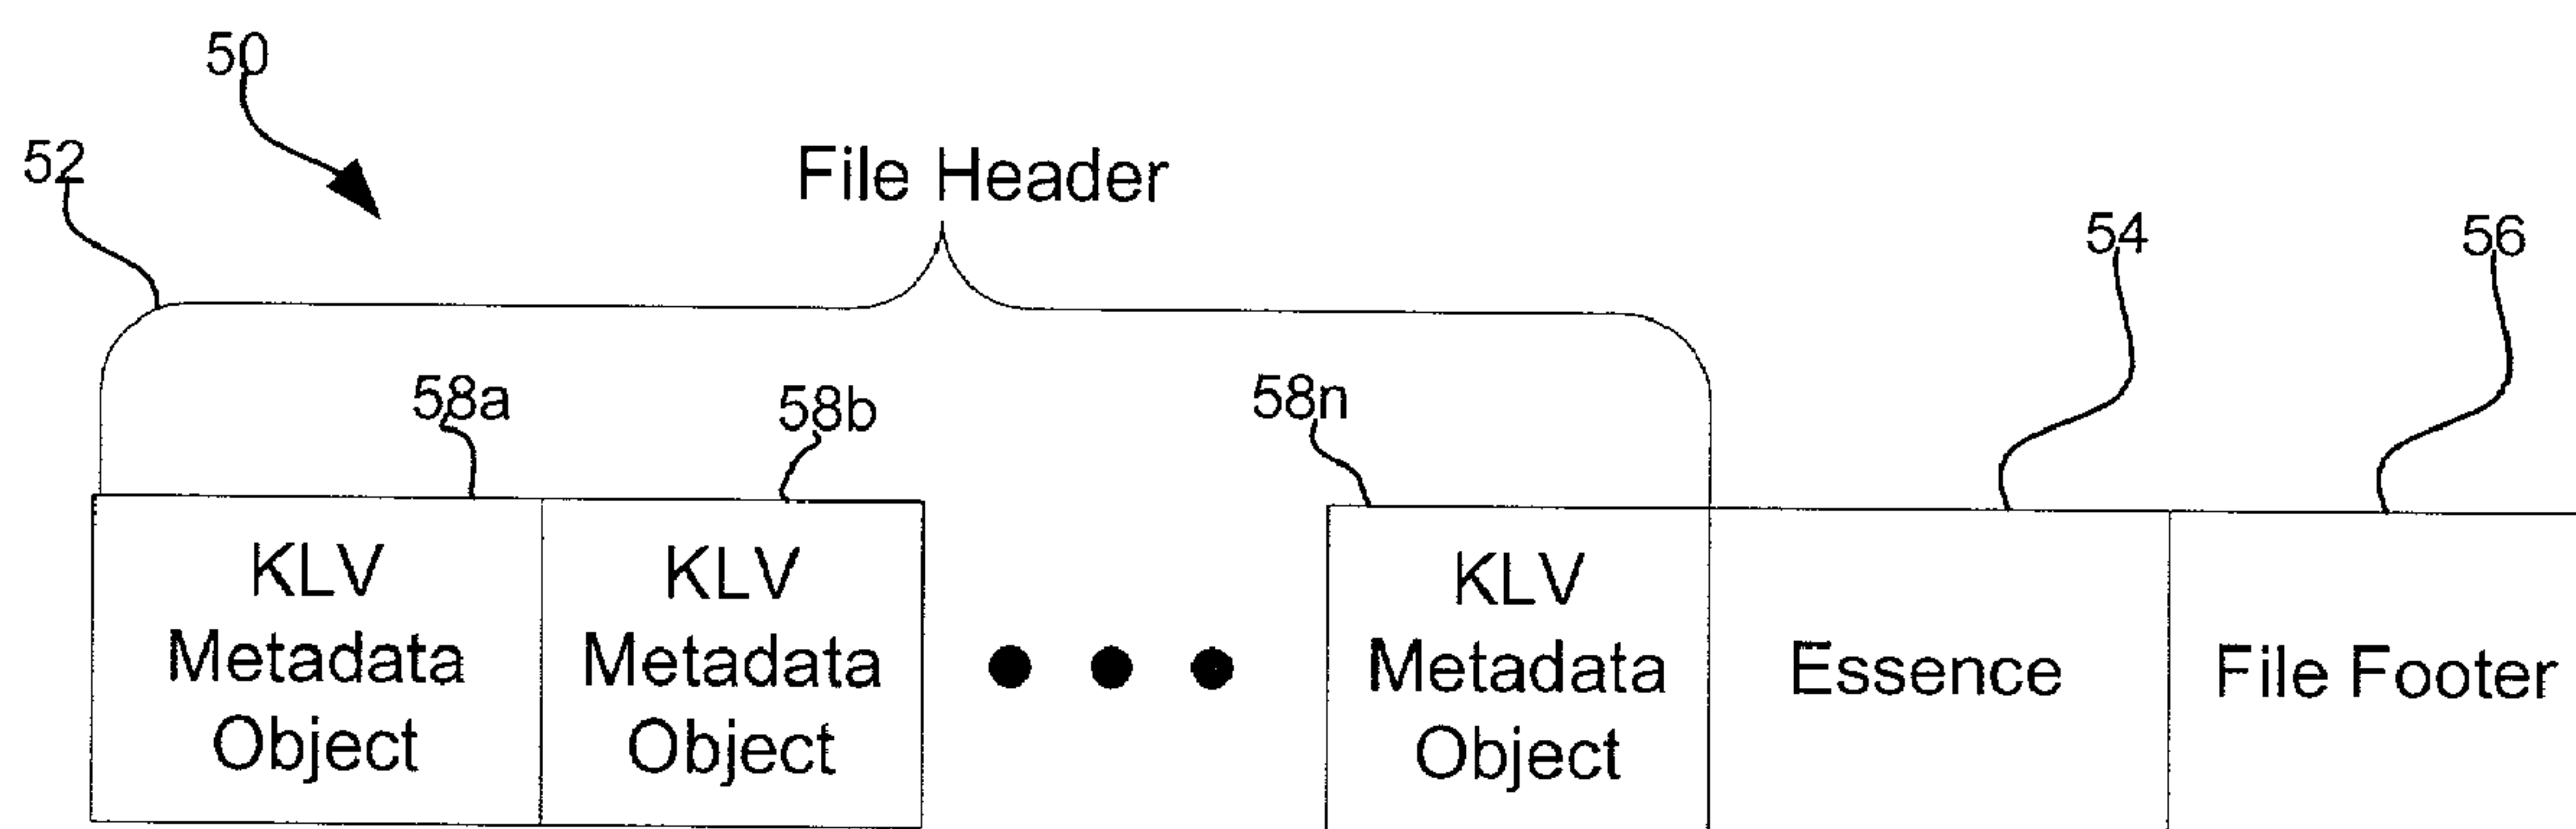 50
52
File Header
54
56
58a
58b
58n
KLV
Metadata
Object
KLV
Metadata
Object
KLV
Metadata
Object
Essence
File Footer